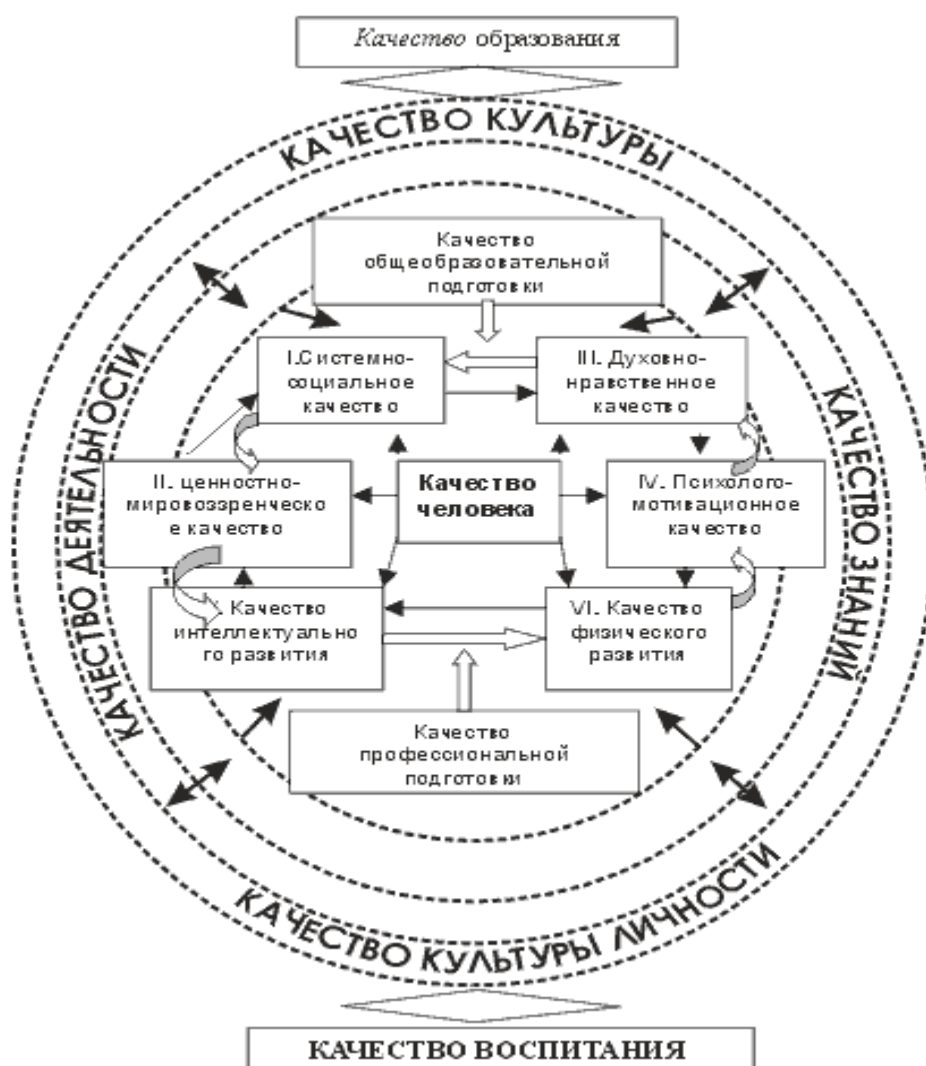 Качество образования
КАЧЕСТВО КУЛЬТУРЫ
Качество
общеобразовательной
подготовки
I.Системно-
социальное
качество
III. Духовно-
нравственное
качество
КАЧЕСТВО ДЕЯТЕЛЬНОСТИ
II. ценностно-
мировоззренческо
е качество
Качество
человека
IV. Психолого-
мотивационное
качество
КАЧЕСТВО ЗНАНИЙ
Качество
интеллектуально
го развития
VI. Качество
физического
развития
Качество
профессиональной
подготовки
КАЧЕСТВО КУЛЬТУРЫ ЛИЧНОСТИ
КАЧЕСТВО ВОСПИТАНИЯ